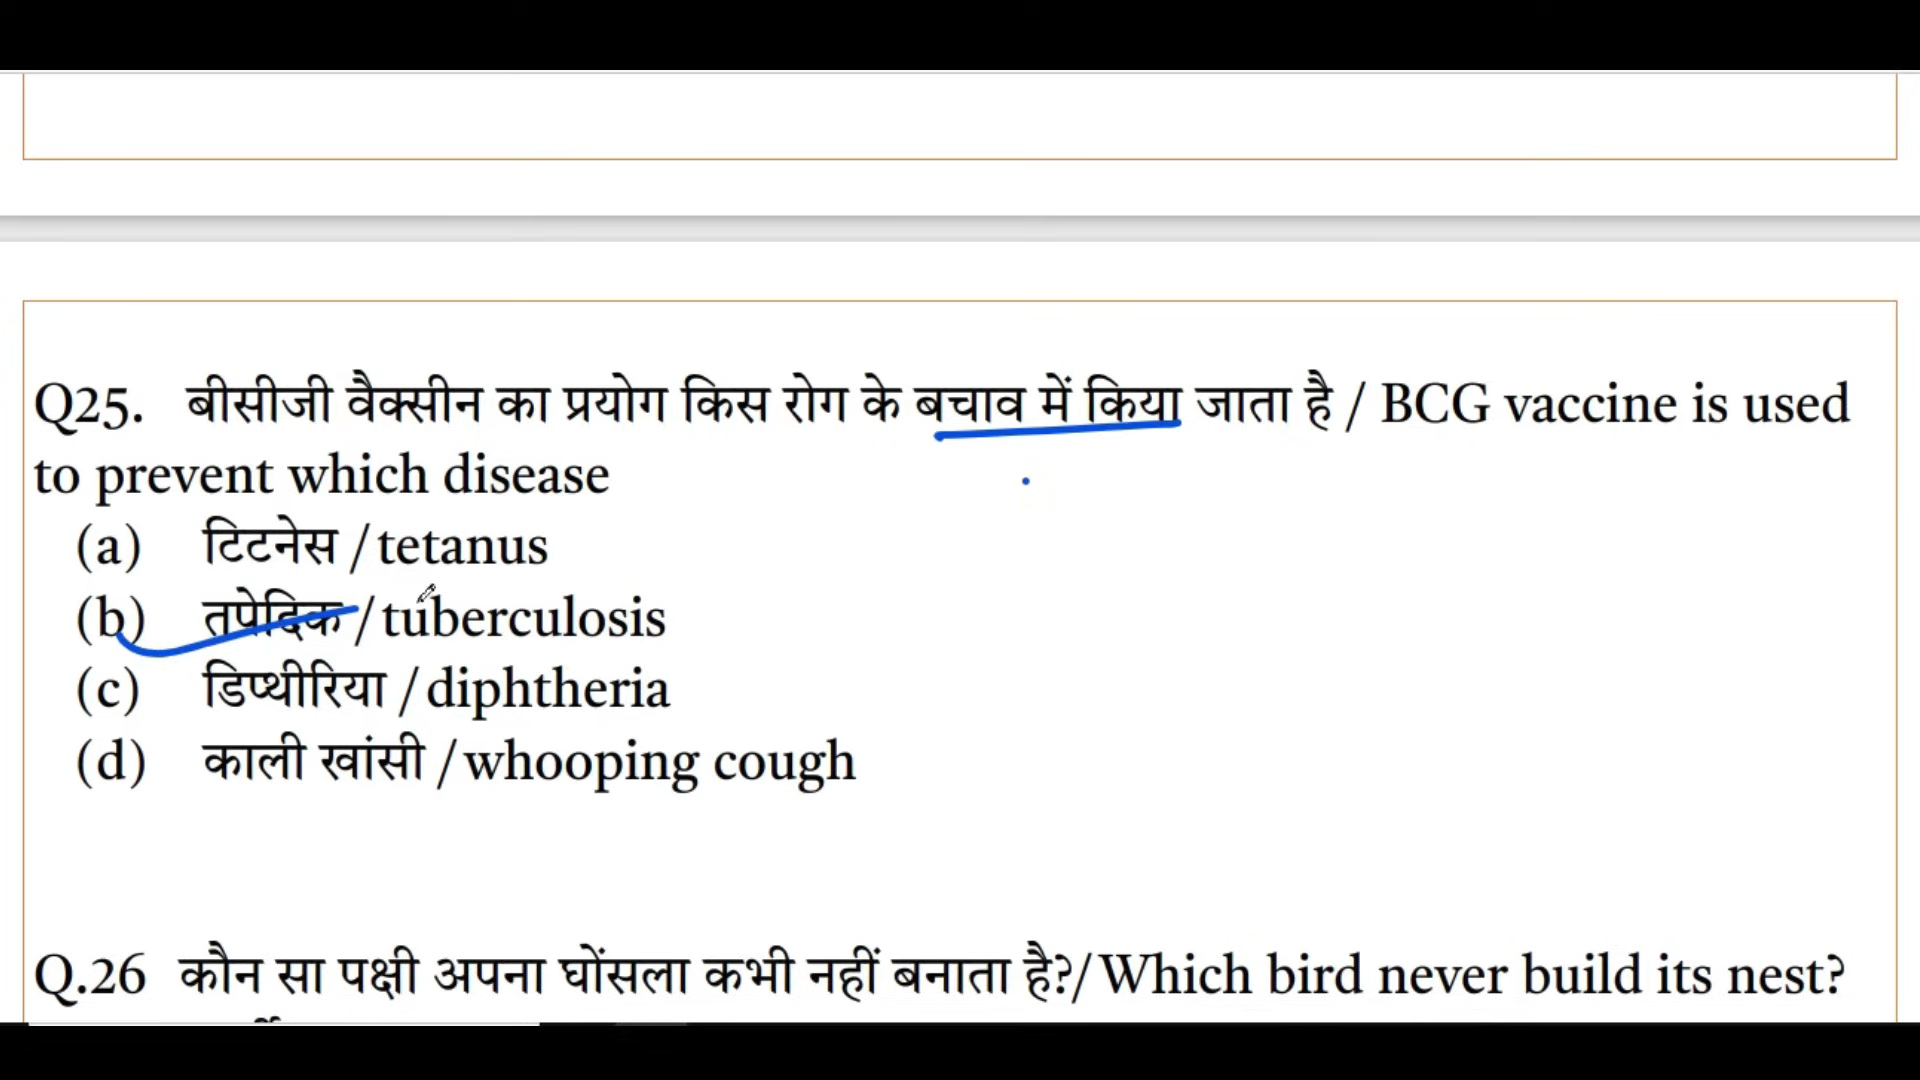 Q25. बीसीजी वैक्सीन का प्रयोग किस रोग के बचाव में किया जाता है / BCG vaccine is used
to prevent which disease
(a) टिटनेस /tetanus
(b) तपेदिक /tuberculosis
(c) डिप्थीरिया /diphtheria
(d) काली खांसी /whooping cough
Q.26 कौन सा पक्षी अपना घोंसला कभी नहीं बनाता है?/Which bird never build its nest?